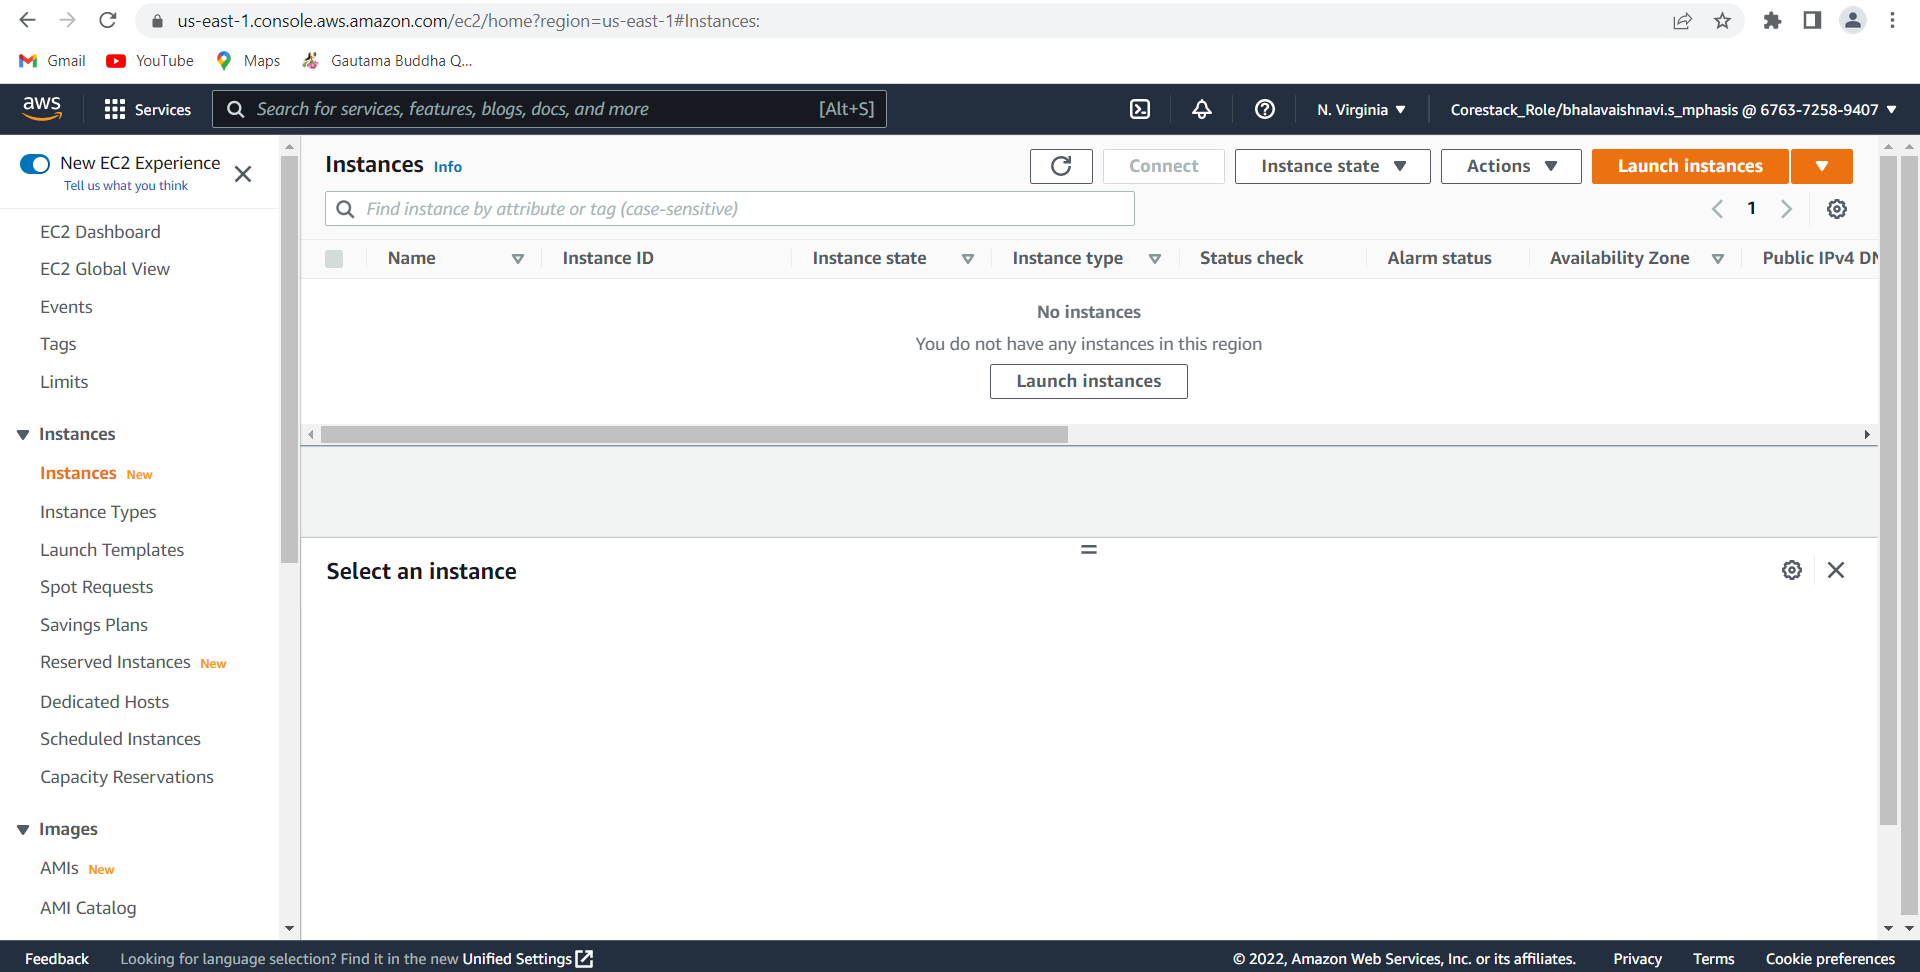 us-east-1.console.aws.amazon.com/ec2/home?region=us-east-1#Instances:
Gmail YouTube Maps Gautama Buddha Q...
aws Services Search for services, features, blogs, docs, and more [Alt+S] N. Virginia Corestack_Role/bhalavaishnavi.s_mphasis @ 6763-7258-9407
New EC2 Experience
Tell us what you think
EC2 Dashboard
EC2 Global View
Events
Tags
Limits
Instances
Instances New
Instance Types
Launch Templates
Spot Requests
Savings Plans
Reserved Instances New
Dedicated Hosts
Scheduled Instances
Capacity Reservations
Images
AMIs New
AMI Catalog
Instances Info Connect Instance state Actions Launch instances
Find instance by attribute or tag (case-sensitive) 1
Name Instance ID Instance state Instance type Status check Alarm status Availability Zone Public IPv4 DN
No instances
You do not have any instances in this region
Launch instances
Select an instance
Feedback Looking for language selection? Find it in the new Unified Settings © 2022, Amazon Web Services, Inc. or its affiliates. Privacy Terms Cookie preferences